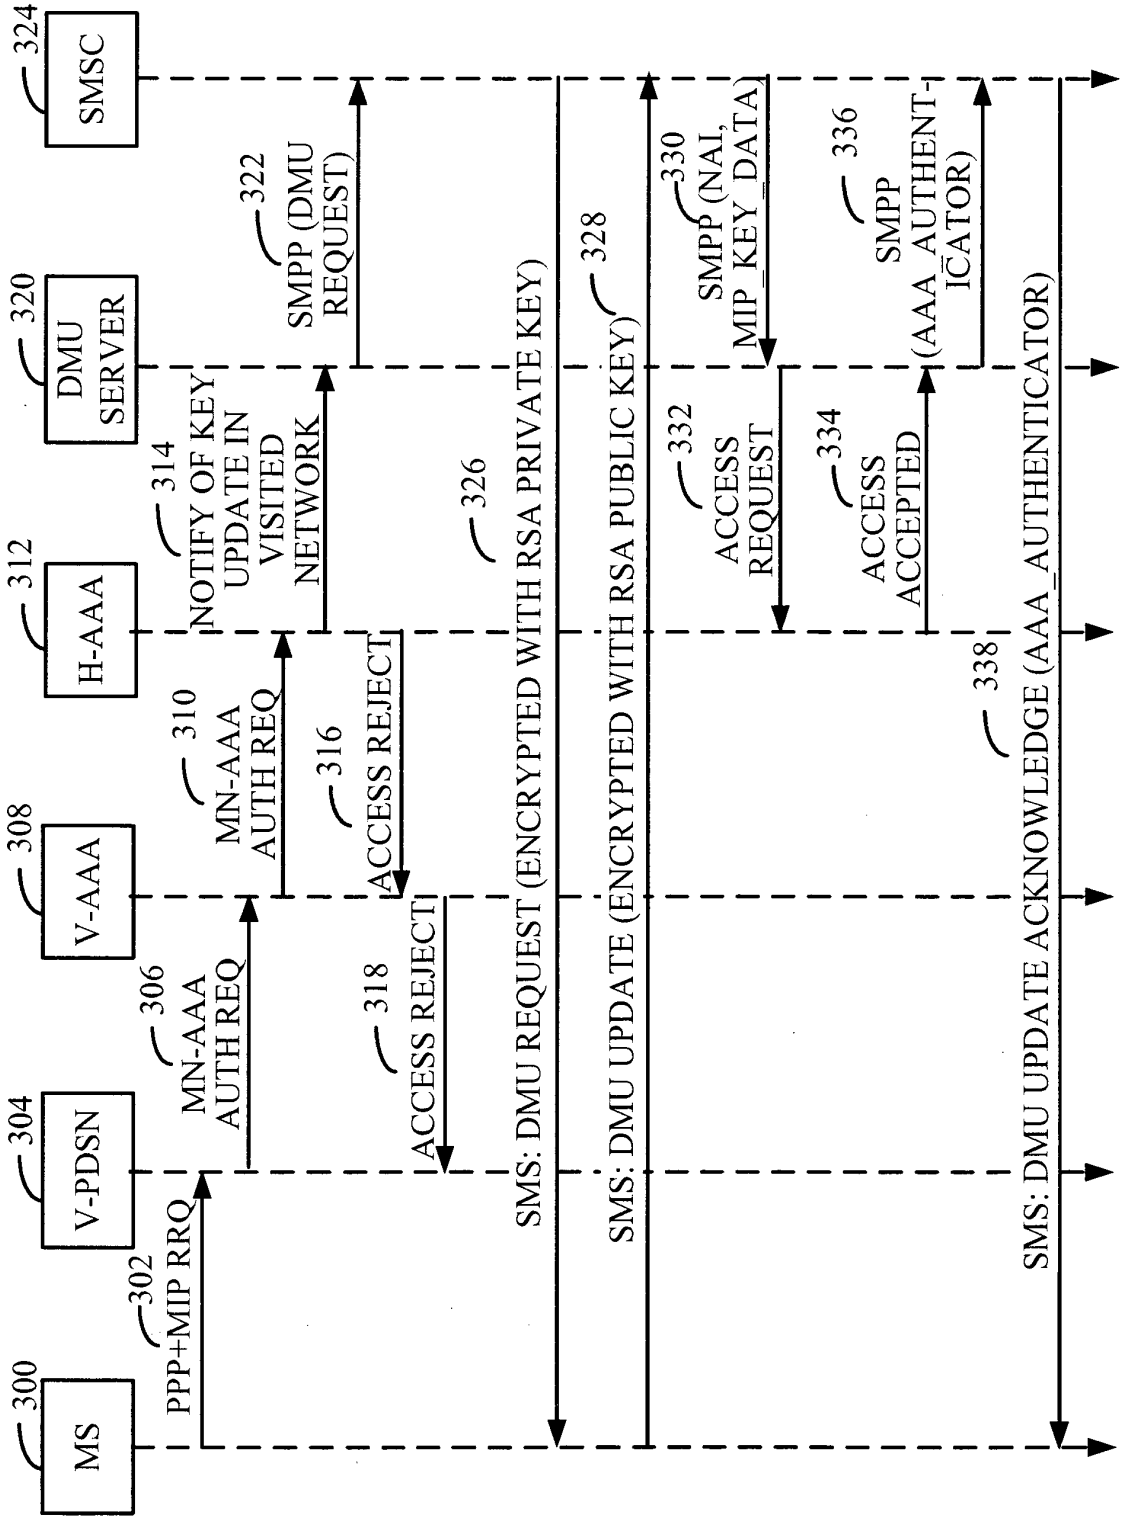 300
MS
304
V-PDSN
308
V-AAA
312
H-AAA
320
DMU
SERVER
324
SMSC
302
PPP+MIP RRQ
306
MN-AAA
AUTH REQ
310
MN-AAA
AUTH REQ
314
NOTIFY OF KEY
UPDATE IN
VISITED
NETWORK
322
SMPP (DMU
REQUEST)
316
ACCESS REJECT
318
ACCESS REJECT
326
SMS: DMU REQUEST (ENCRYPTED WITH RSA PRIVATE KEY)
328
SMS: DMU UPDATE (ENCRYPTED WITH RSA PUBLIC KEY)
330
SMPP (NAI,
MIP_KEY_DATA)
332
ACCESS
REQUEST
334
ACCESS
ACCEPTED
336
SMPP
(AAA_AUTHENT-
ICATOR)
338
SMS: DMU UPDATE ACKNOWLEDGE (AAA_AUTHENTICATOR)